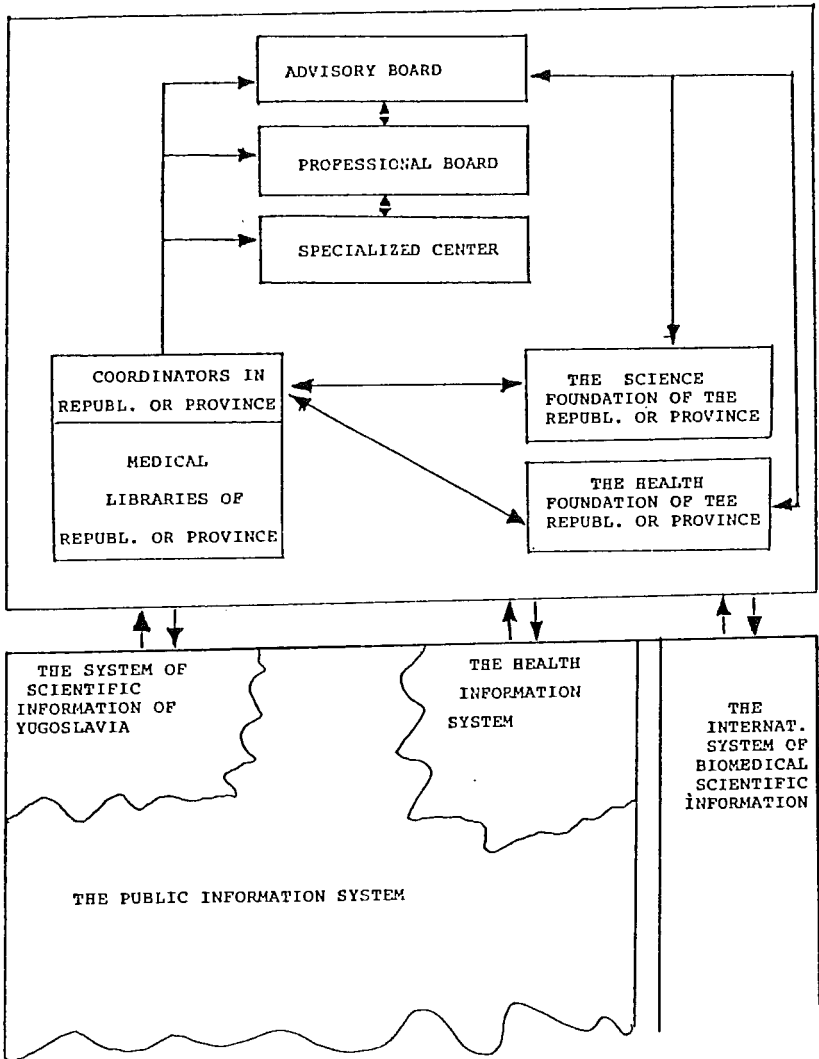 ADVISORY BOARD
PROFESSIONAL BOARD
SPECIALIZED CENTER
COORDINATORS IN
REPUBL. OR PROVINCE
MEDICAL
LIBRARIES OF
REPUBL. OR PROVINCE
THE SCIENCE
FOUNDATION OF THE
REPUBL. OR PROVINCE
THE HEALTH
FOUNDATION OF THE
REPUBL. OR PROVINCE
THE SYSTEM OF
SCIENTIFIC
INFORMATION OF
YUGOSLAVIA
THE HEALTH
INFORMATION
SYSTEM
THE
INTERNAT.
SYSTEM OF
BIOMEDICAL
SCIENTIFIC
INFORMATION
THE PUBLIC INFORMATION SYSTEM